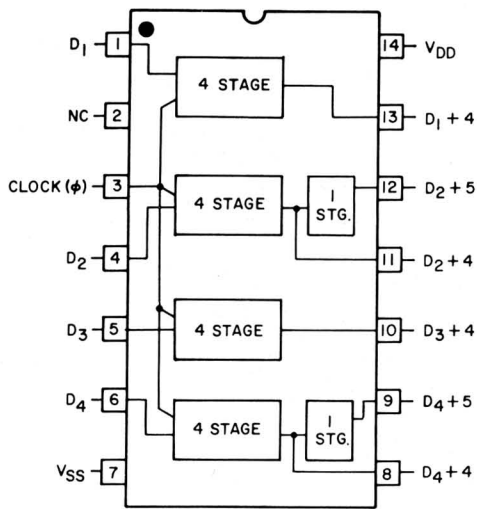 D1 1
14 VDD
4 STAGE
NC 2
13 D1+4
CLOCK(ϕ) 3
4 STAGE
1 STG.
12 D2+5
D2 4
11 D2+4
D3 5
4 STAGE
10 D3+4
D4 6
4 STAGE
1 STG.
9 D4+5
VSS 7
8 D4+4